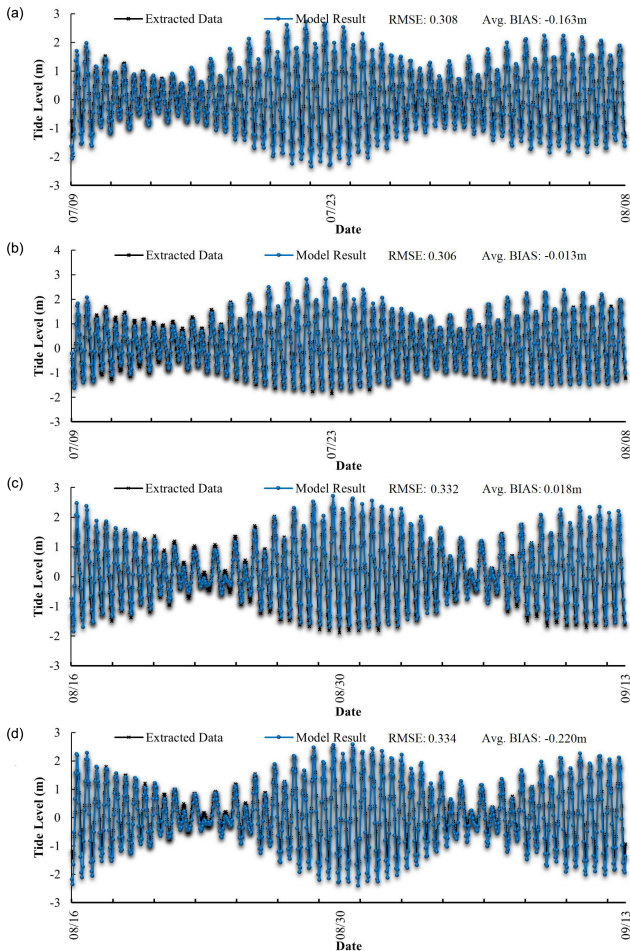 (a)
Extracted Data Model Result RMSE: 0.308 Avg. BIAS: -0.163m
Tide Level (m)
3
2
1
0
-1
-2
-3
07/09 07/23 08/08
Date
(b)
Extracted Data Model Result RMSE: 0.306 Avg. BIAS: -0.013m
Tide Level (m)
4
3
2
1
0
-1
-2
-3
07/09 07/23 08/08
Date
(c)
Extracted Data Model Result RMSE: 0.332 Avg. BIAS: 0.018m
Tide Level (m)
3
2
1
0
-1
-2
-3
08/16 08/30 09/13
Date
(d)
Extracted Data Model Result RMSE: 0.334 Avg. BIAS: -0.220m
Tide Level (m)
3
2
1
0
-1
-2
-3
08/16 08/30 09/13
Date